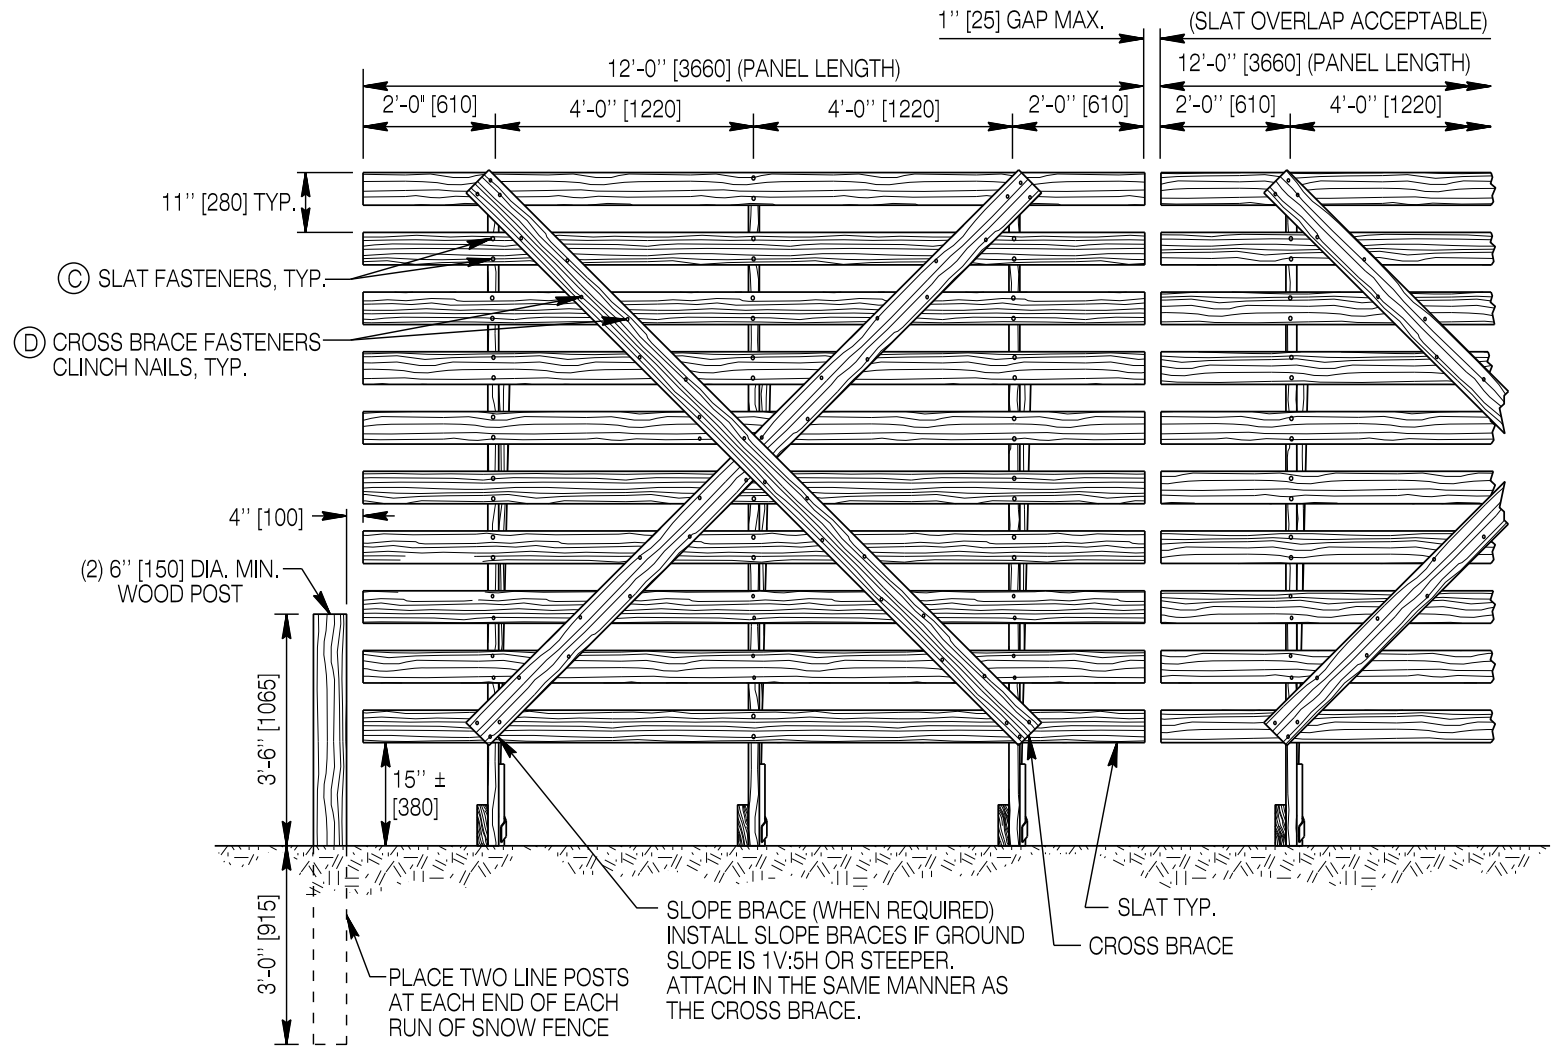 1'' [25] GAP MAX.
(SLAT OVERLAP ACCEPTABLE)
12'-0'' [3660] (PANEL LENGTH)
12'-0'' [3660] (PANEL LENGTH)
2'-0" [610]
4'-0'' [1220]
4'-0'' [1220]
2'-0'' [610]
2'-0'' [610]
4'-0'' [1220]
11'' [280] TYP.
C SLAT FASTENERS, TYP.
D CROSS BRACE FASTENERS
CLINCH NAILS, TYP.
4'' [100]
(2) 6'' [150] DIA. MIN.
WOOD POST
3'-6'' [1065]
15'' ±
[380]
3'-0'' [915]
PLACE TWO LINE POSTS
AT EACH END OF EACH
RUN OF SNOW FENCE
SLOPE BRACE (WHEN REQUIRED)
INSTALL SLOPE BRACES IF GROUND
SLOPE IS 1V:5H OR STEEPER.
ATTACH IN THE SAME MANNER AS
THE CROSS BRACE.
SLAT TYP.
CROSS BRACE